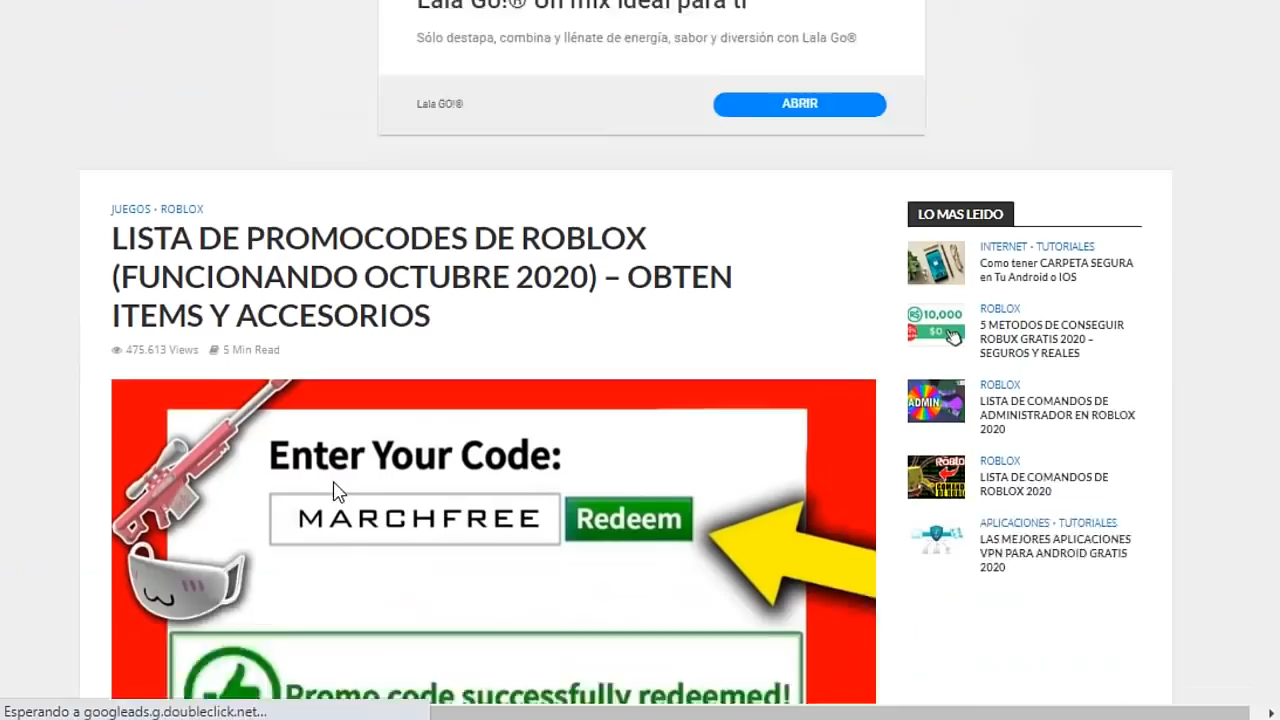 Lala Go!® Un mix ideal para ti
Sólo destapa, combina y llénate de energía, sabor y diversión con Lala Go®
Lala GO!®
ABRIR
JUEGOS • ROBLOX
LISTA DE PROMOCODES DE ROBLOX
(FUNCIONANDO OCTUBRE 2020) – OBTEN
ITEMS Y ACCESORIOS
475.613 Views
5 Min Read
Enter Your Code:
MARCHFREE
Redeem
Promo code successfully redeemed!
LO MAS LEIDO
INTERNET • TUTORIALES
Como tener CARPETA SEGURA
en Tu Android o IOS
R$ 10,000
$0
ROBLOX
5 METODOS DE CONSEGUIR
ROBUX GRATIS 2020 –
SEGUROS Y REALES
ADMIN
ROBLOX
LISTA DE COMANDOS DE
ADMINISTRADOR EN ROBLOX
2020
ROBLOX
LISTA DE COMANDOS DE
ROBLOX 2020
APLICACIONES • TUTORIALES
LAS MEJORES APLICACIONES
VPN PARA ANDROID GRATIS
2020
Esperando a googleads.g.doubleclick.net...